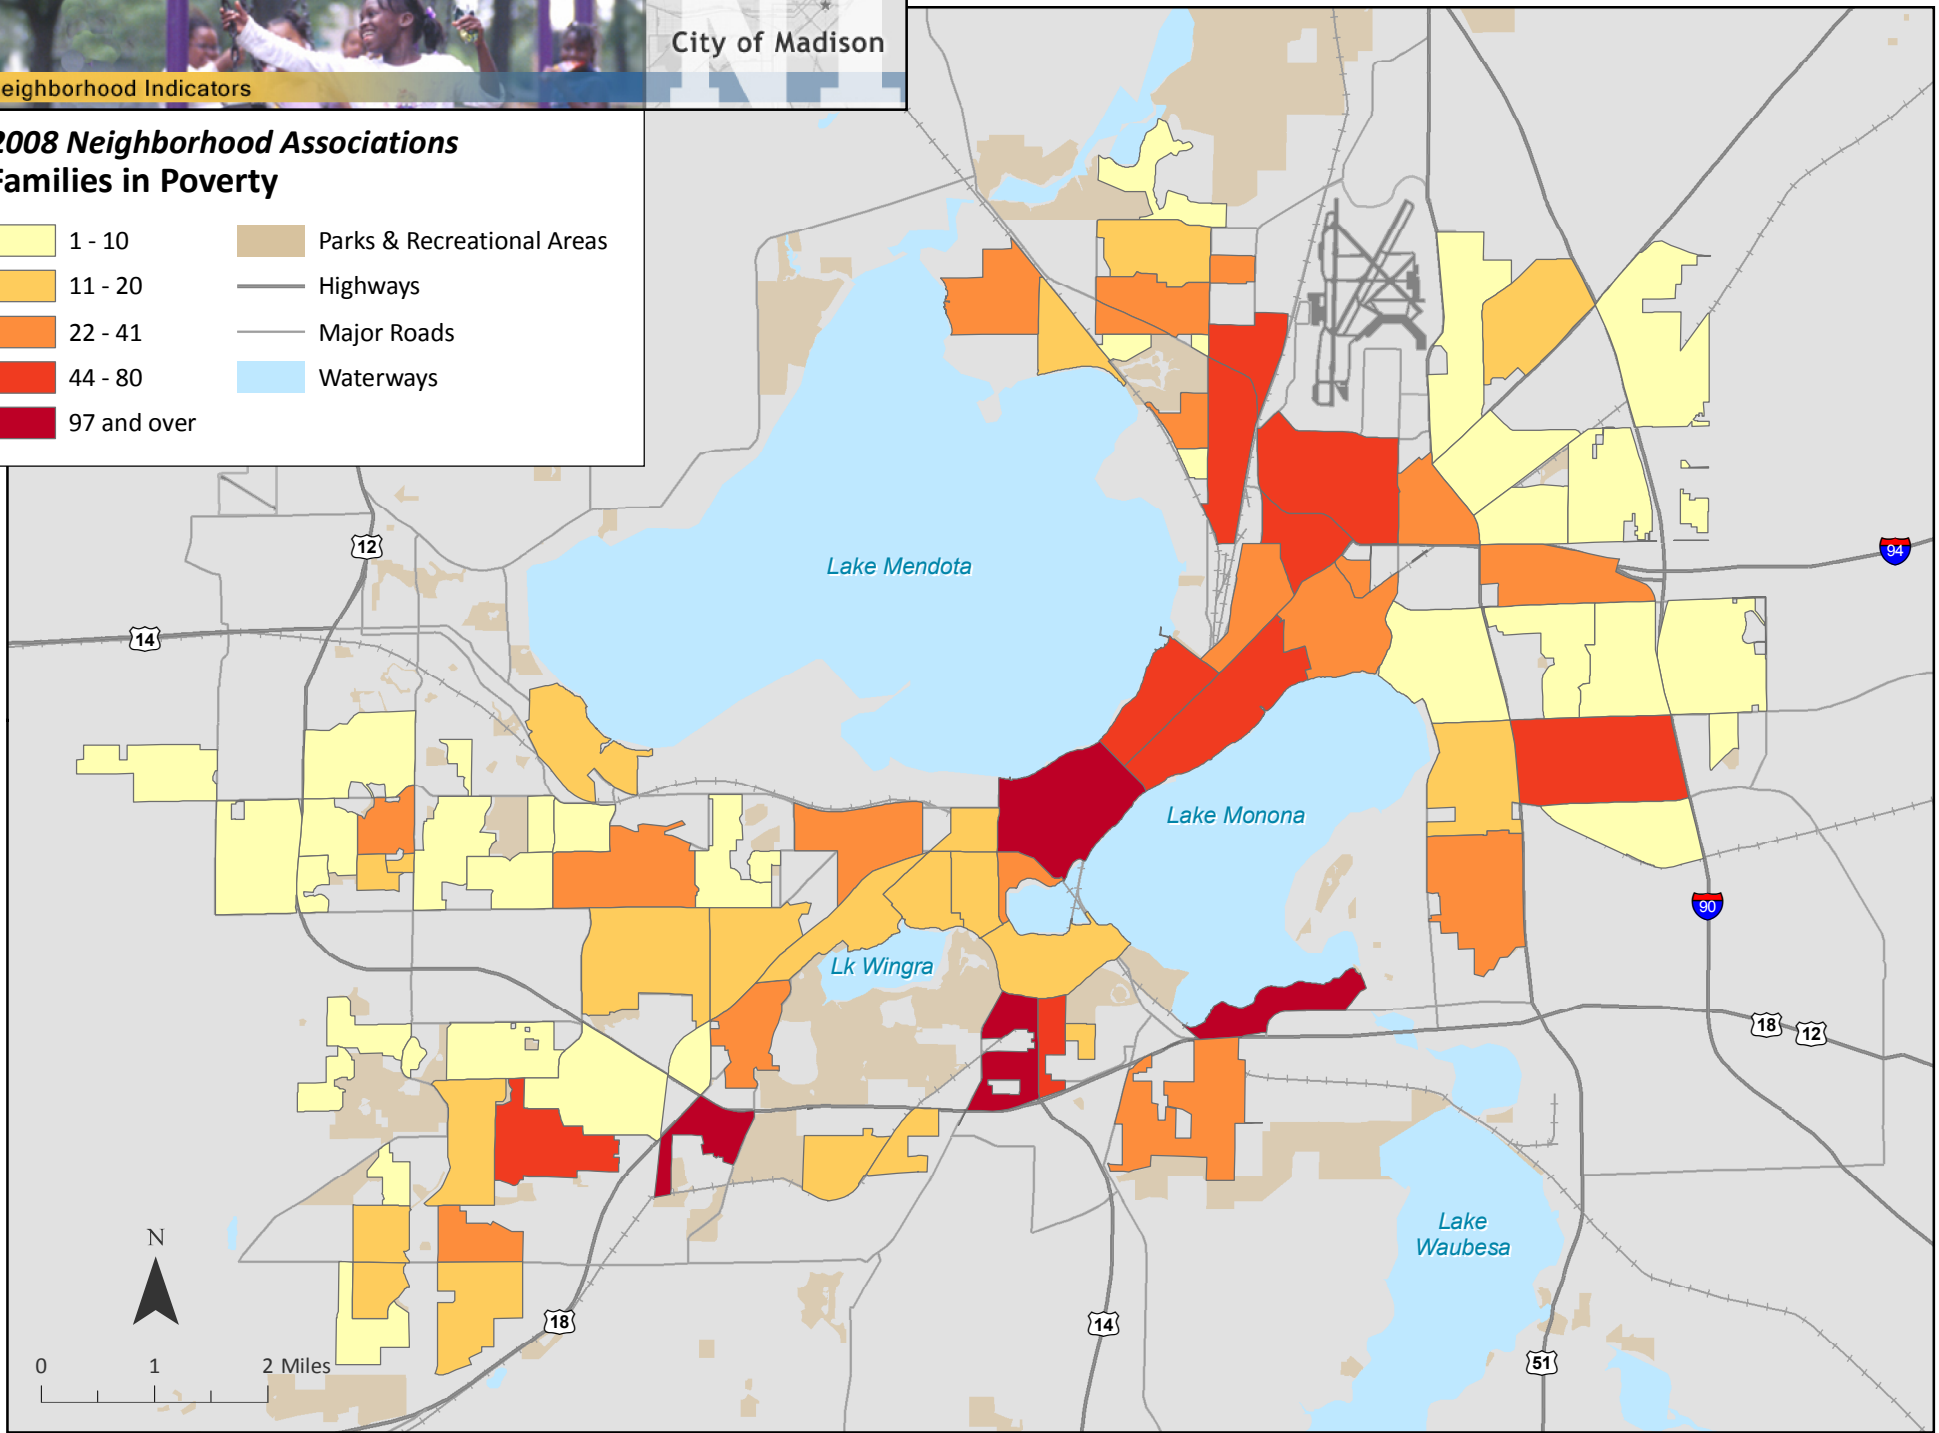 City of Madison
eighborhood Indicators
2008 Neighborhood Associations
Families in Poverty
1 - 10
11 - 20
22 - 41
44 - 80
97 and over
Parks & Recreational Areas
Highways
Major Roads
Waterways
12
94
14
Lake Mendota
Lake Monona
90
Lk Wingra
18
12
Lake
Waubesa
N
18
14
51
0 1 2 Miles